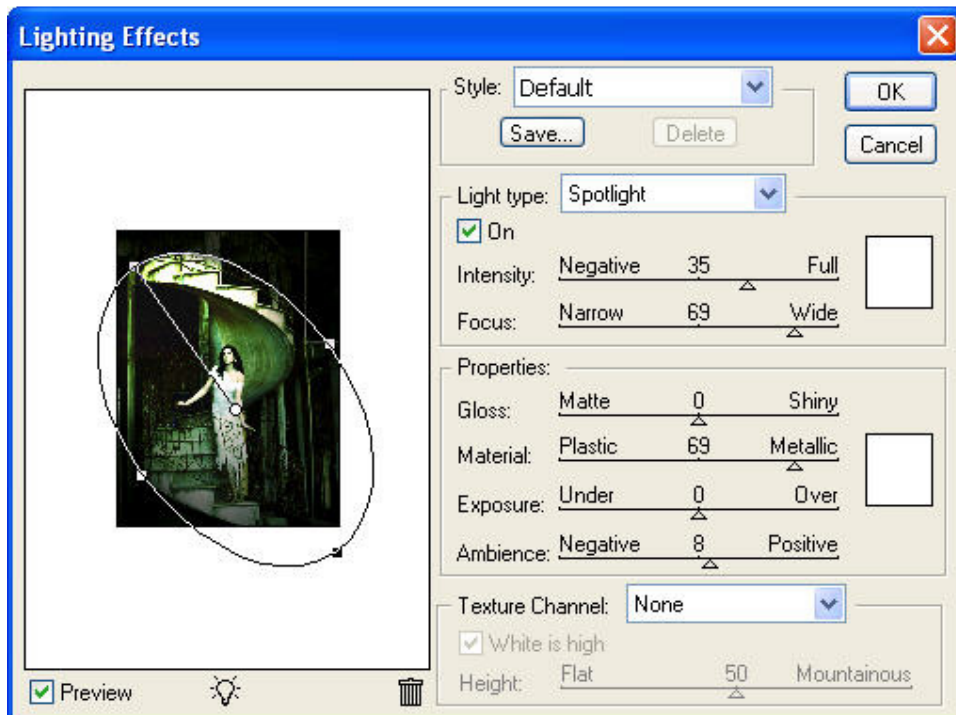 Lighting Effects
Style: Default
OK
Save... Delete
Cancel
Light type: Spotlight
On
Intensity: Negative 35 Full
Focus: Narrow 69 Wide
Properties:
Gloss: Matte 0 Shiny
Material: Plastic 69 Metallic
Exposure: Under 0 Over
Ambience: Negative 8 Positive
Texture Channel: None
White is high
Height: Flat 50 Mountainous
Preview